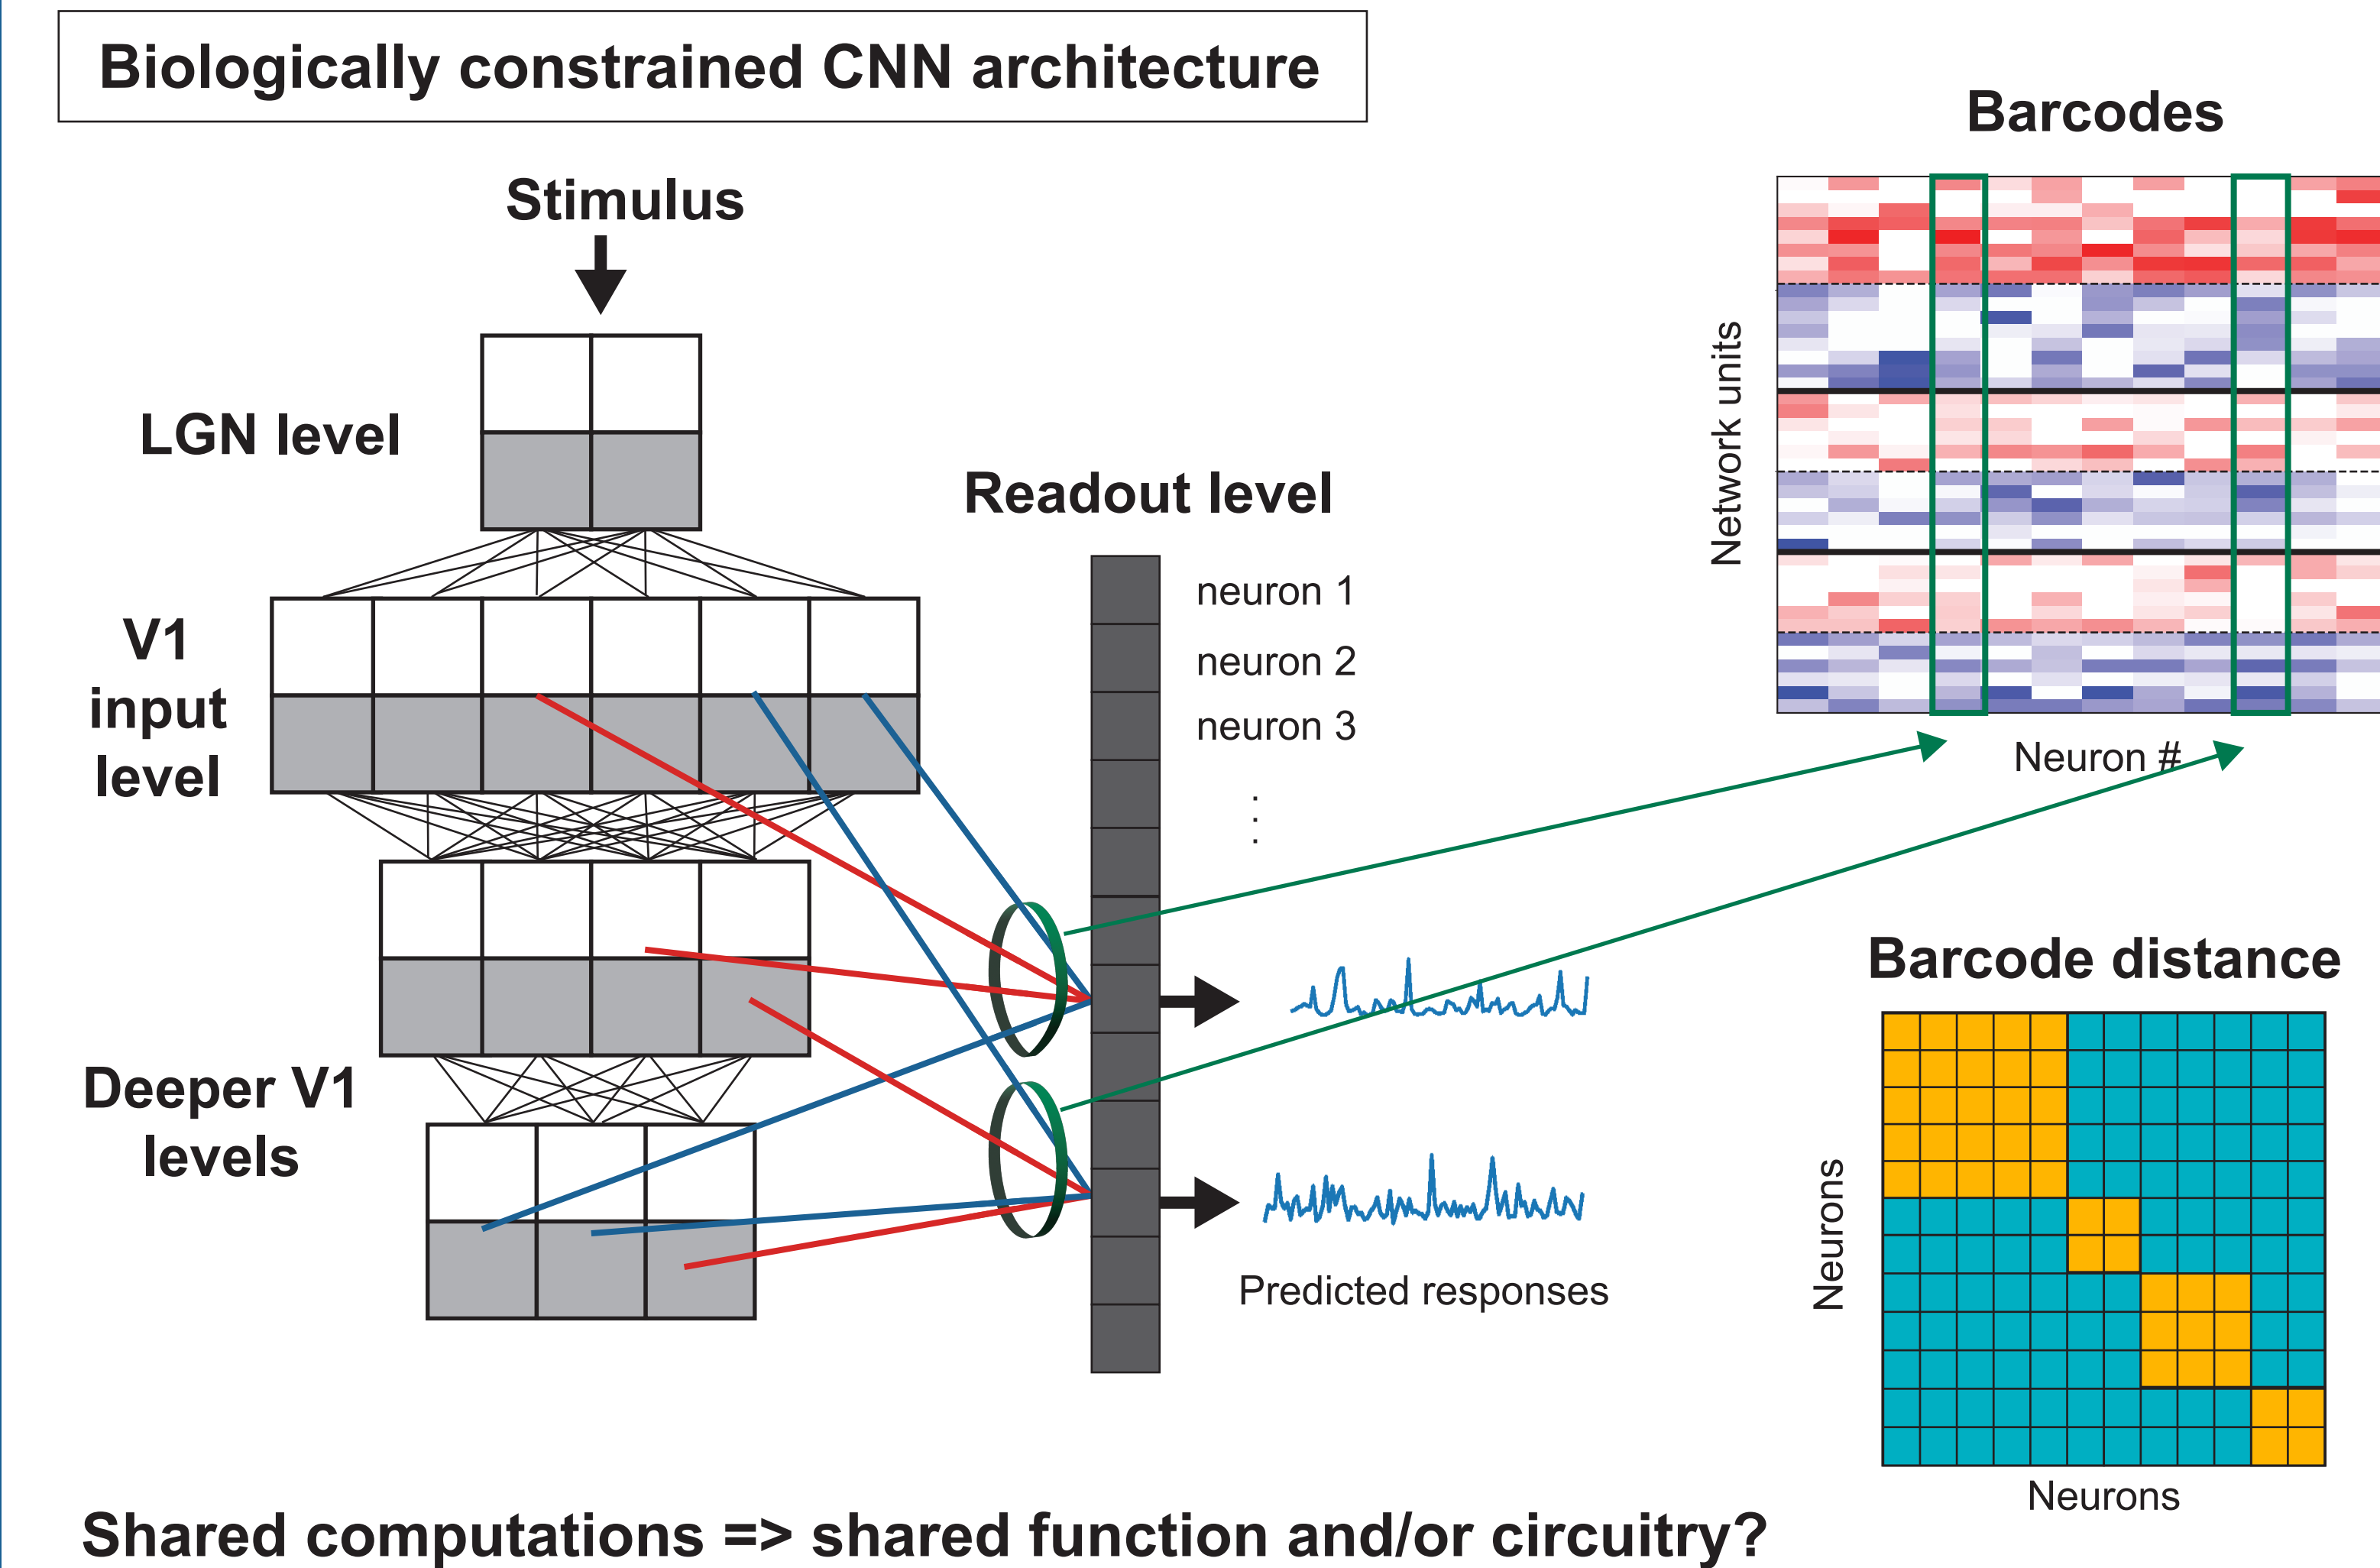 Biologically constrained CNN architecture
Stimulus
LGN level
V1
input
level
Deeper V1
levels
Readout level
neuron 1
neuron 2
neuron 3
.
.
.
Predicted responses
Barcodes
Network units
Neuron #
Barcode distance
Neurons
Neurons
Shared computations => shared function and/or circuitry?